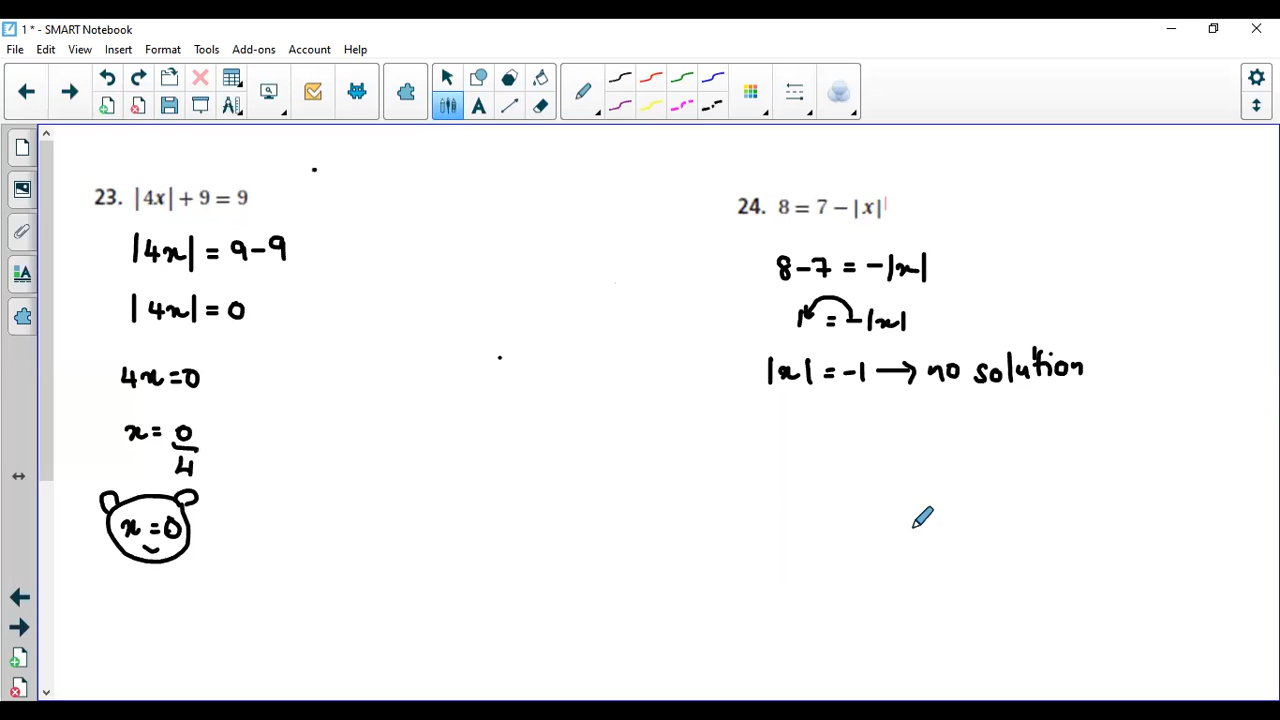 1 * - SMART Notebook
File Edit View Insert Format Tools Add-ons Account Help
23. |4x| + 9 = 9
|4x| = 9-9
|4x| = 0
4x = 0
x = 0/4
x = 0
24. 8 = 7 – |x|
8-7 = -|x|
1 = -|x|
|x| = -1 → no solution